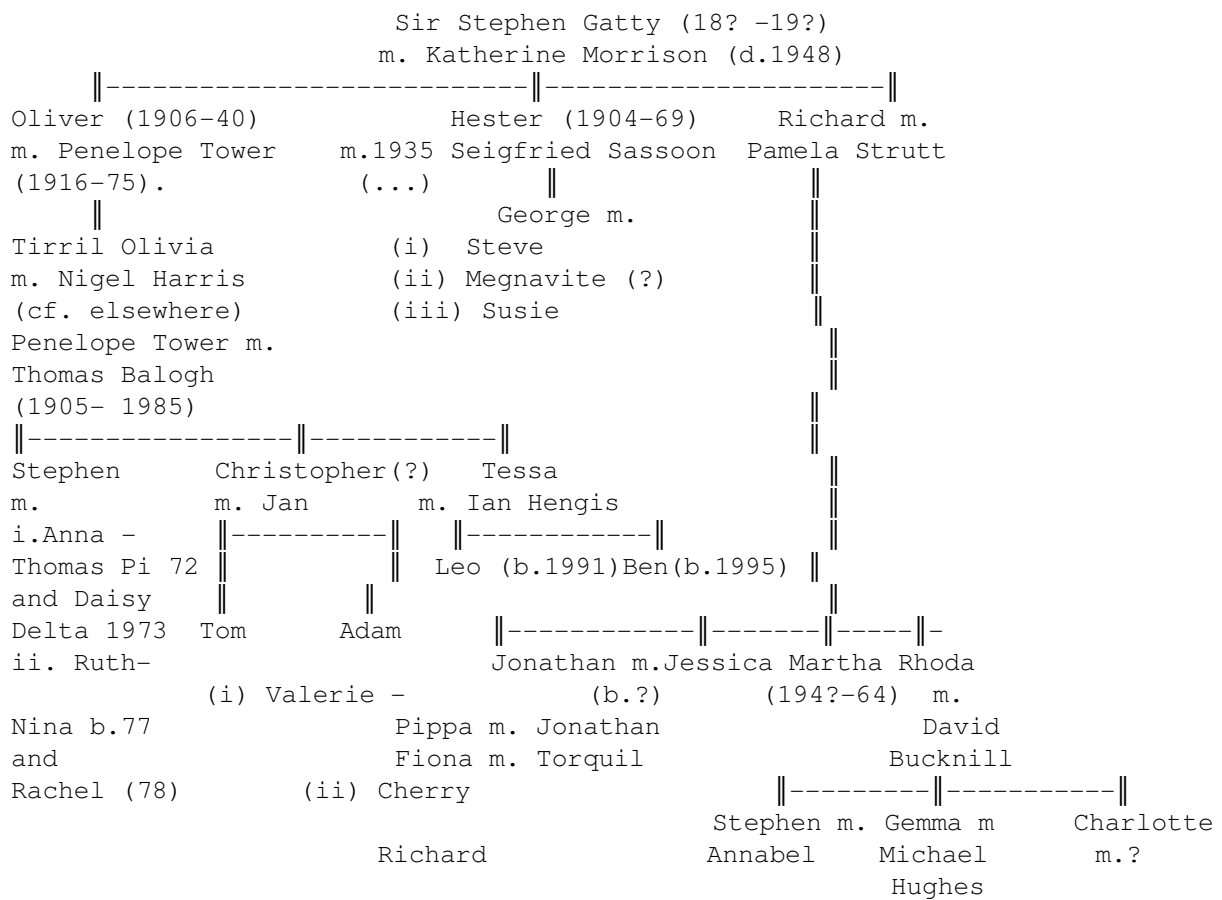 Sir Stephen Gatty (18? -19?)
m. Katherine Morrison (d.1948)
║---------------------------║----------------------║
Oliver (1906-40) Hester (1904-69) Richard m.
m. Penelope Tower m.1935 Seigfried Sassoon Pamela Strutt
(1916-75). (...) ║ ║
║ George m. ║
Tirril Olivia (i) Steve ║
m. Nigel Harris (ii) Megnavite (?) ║
(cf. elsewhere) (iii) Susie ║
Penelope Tower m. ║
Thomas Balogh ║
(1905- 1985) ║
║-----------------║------------║ ║
Stephen Christopher(?) Tessa ║
m. m. Jan m. Ian Hengis ║
i.Anna - ║----------║ ║------------║ ║
Thomas Pi 72 ║ ║ Leo (b.1991)Ben(b.1995) ║
and Daisy ║ ║ ║
Delta 1973 Tom Adam ║------------║-------║-----║-
ii. Ruth- Jonathan m.Jessica Martha Rhoda
(i) Valerie - (b.?) (194?-64) m.
Nina b.77 Pippa m. Jonathan David
and Fiona m. Torquil Bucknill
Rachel (78) (ii) Cherry ║---------║-----------║
Stephen m. Gemma m Charlotte
Richard Annabel Michael m.?
Hughes